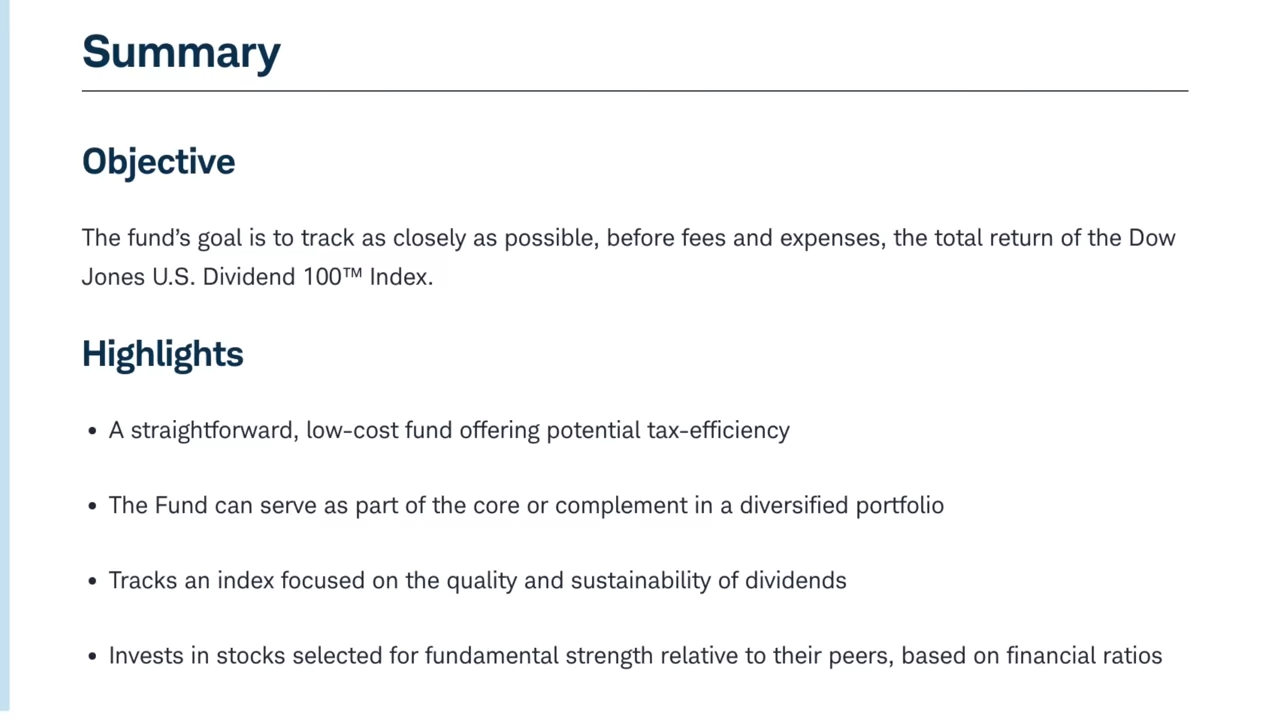 Summary
Objective
The fund’s goal is to track as closely as possible, before fees and expenses, the total return of the Dow
Jones U.S. Dividend 100™ Index.
Highlights
• A straightforward, low-cost fund offering potential tax-efficiency
• The Fund can serve as part of the core or complement in a diversified portfolio
• Tracks an index focused on the quality and sustainability of dividends
• Invests in stocks selected for fundamental strength relative to their peers, based on financial ratios